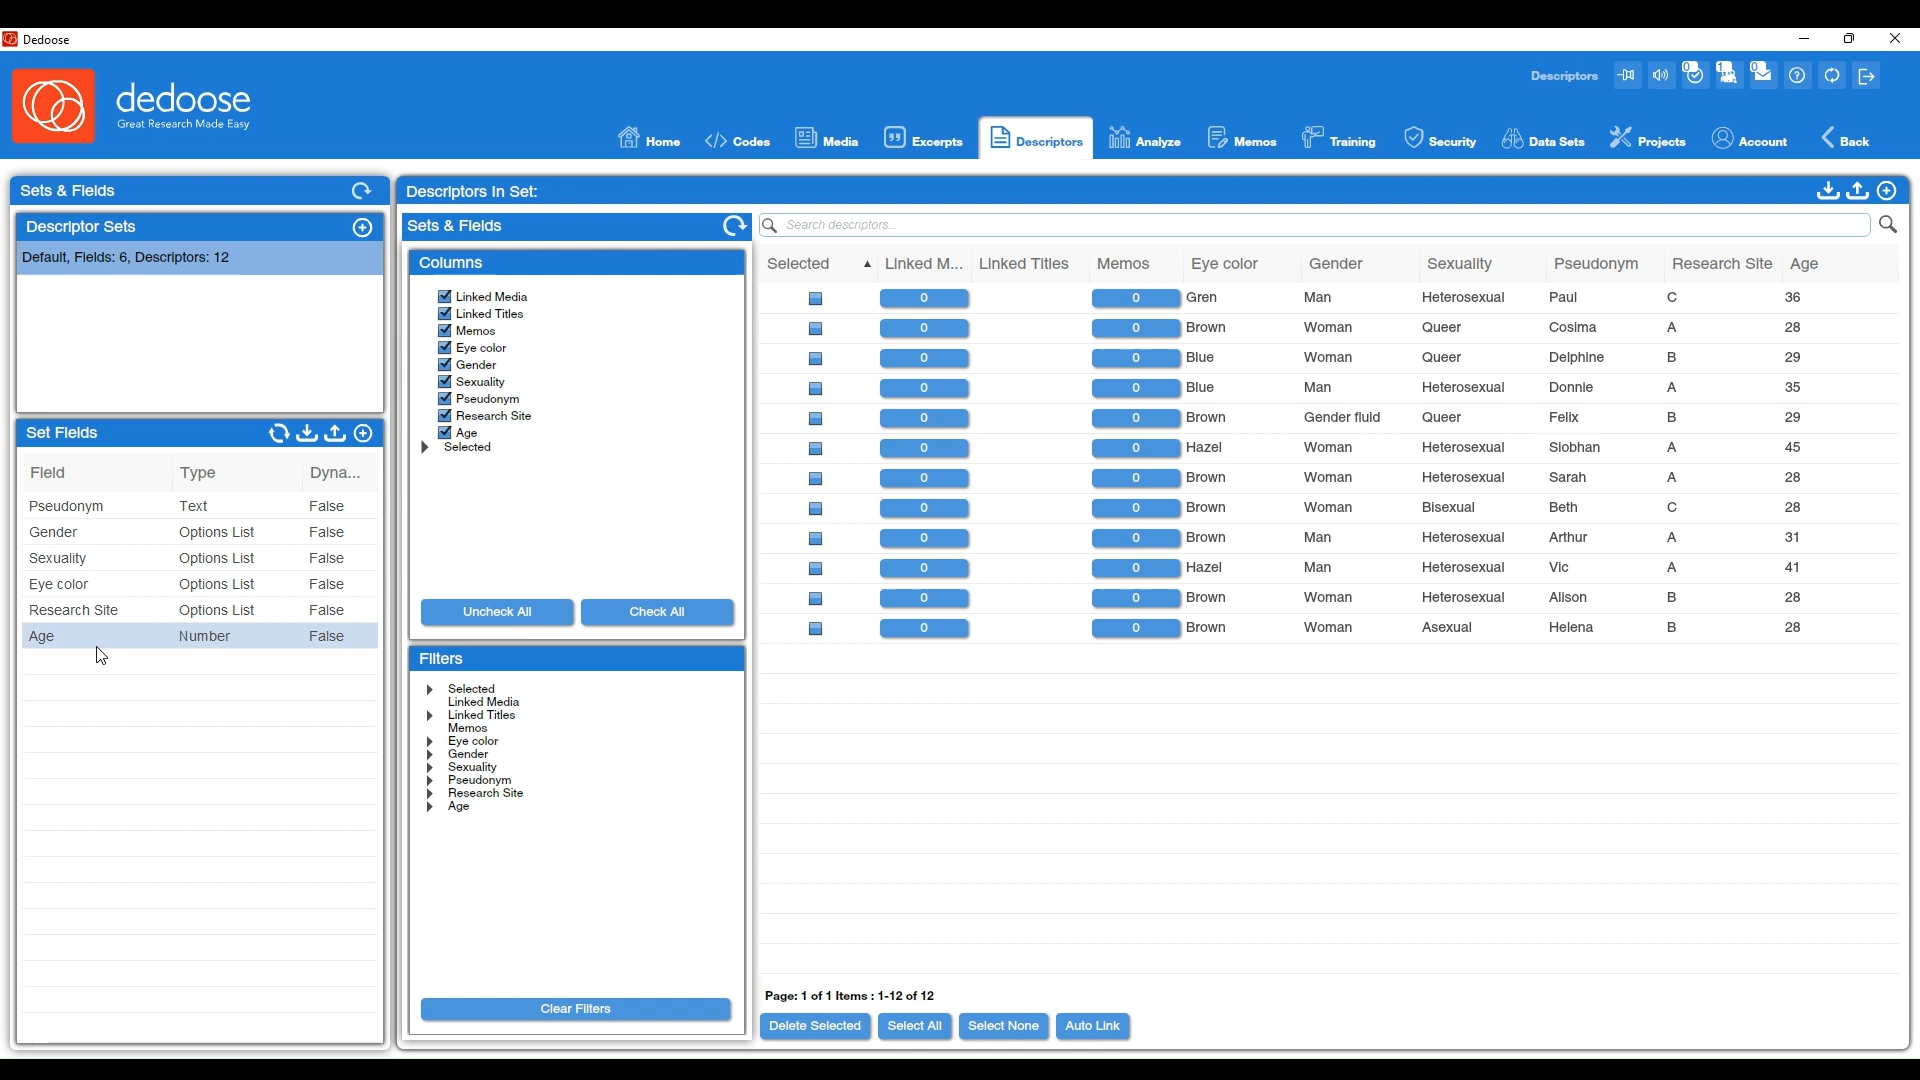 Dedoose
dedoose
Great Research Made Easy
Descriptors 0 1 0
Home Codes Media Excerpts Descriptors Analyze Memos Training Security Data Sets Projects Account Back
Sets & Fields
Descriptor Sets
Default, Fields: 6, Descriptors: 12
Set Fields
Field Type Dyna...
Pseudonym Text False
Gender Options List False
Sexuality Options List False
Eye color Options List False
Research Site Options List False
Age Number False
Descriptors In Set:
Sets & Fields
Columns
Linked Media
Linked Titles
Memos
Eye color
Gender
Sexuality
Pseudonym
Research Site
Age
Selected
Uncheck All Check All
Filters
Selected
Linked Media
Linked Titles
Memos
Eye color
Gender
Sexuality
Pseudonym
Research Site
Age
Clear Filters
Search descriptors...
Selected Linked M... Linked Titles Memos Eye color Gender Sexuality Pseudonym Research Site Age
0 0 Gren Man Heterosexual Paul C 36
0 0 Brown Woman Queer Cosima A 28
0 0 Blue Woman Queer Delphine B 29
0 0 Blue Man Heterosexual Donnie A 35
0 0 Brown Gender fluid Queer Felix B 29
0 0 Hazel Woman Heterosexual Siobhan A 45
0 0 Brown Woman Heterosexual Sarah A 28
0 0 Brown Woman Bisexual Beth C 28
0 0 Brown Man Heterosexual Arthur A 31
0 0 Hazel Man Heterosexual Vic A 41
0 0 Brown Woman Heterosexual Alison B 28
0 0 Brown Woman Asexual Helena B 28
Page: 1 of 1 Items : 1-12 of 12
Delete Selected Select All Select None Auto Link